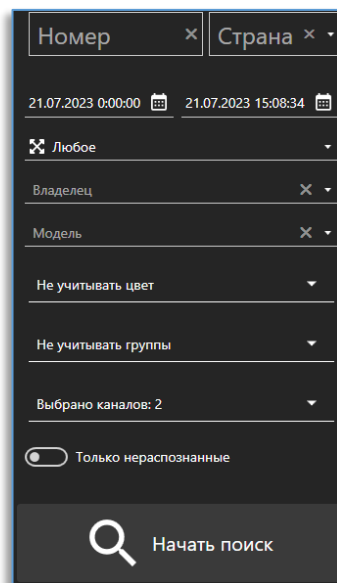 Номер Страна
21.07.2023 0:00:00 21.07.2023 15:08:34
Любое
Владелец
Модель
Не учитывать цвет
Не учитывать группы
Выбрано каналов: 2
Только нераспознанные
Начать поиск